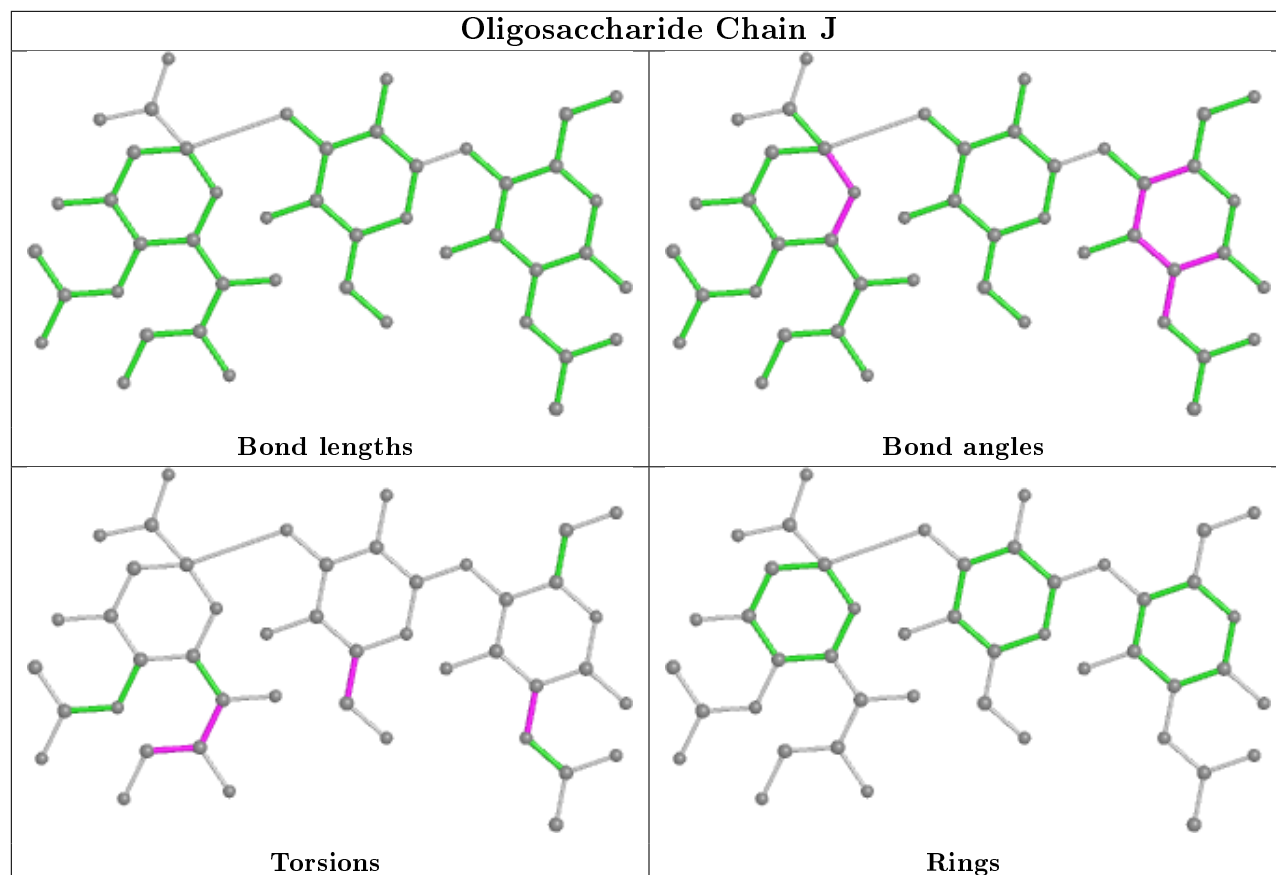 Oligosaccharide Chain J
Bond lengths
Bond angles
Torsions
Rings